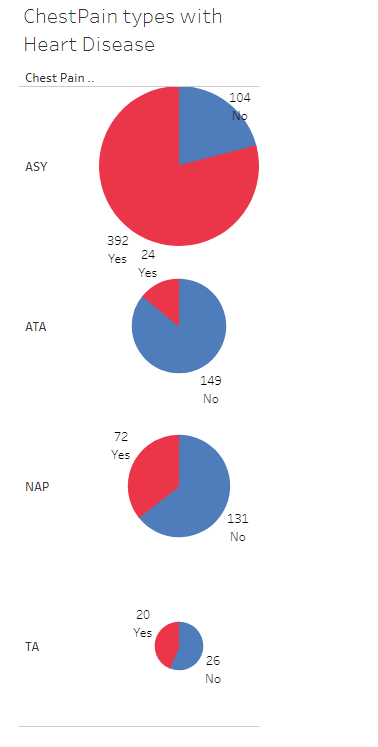 ChestPain types with
Heart Disease
Chest Pain ..
104
No
ASY
392
Yes
24
Yes
ATA
149
No
72
Yes
NAP
131
No
20
Yes
TA
26
No